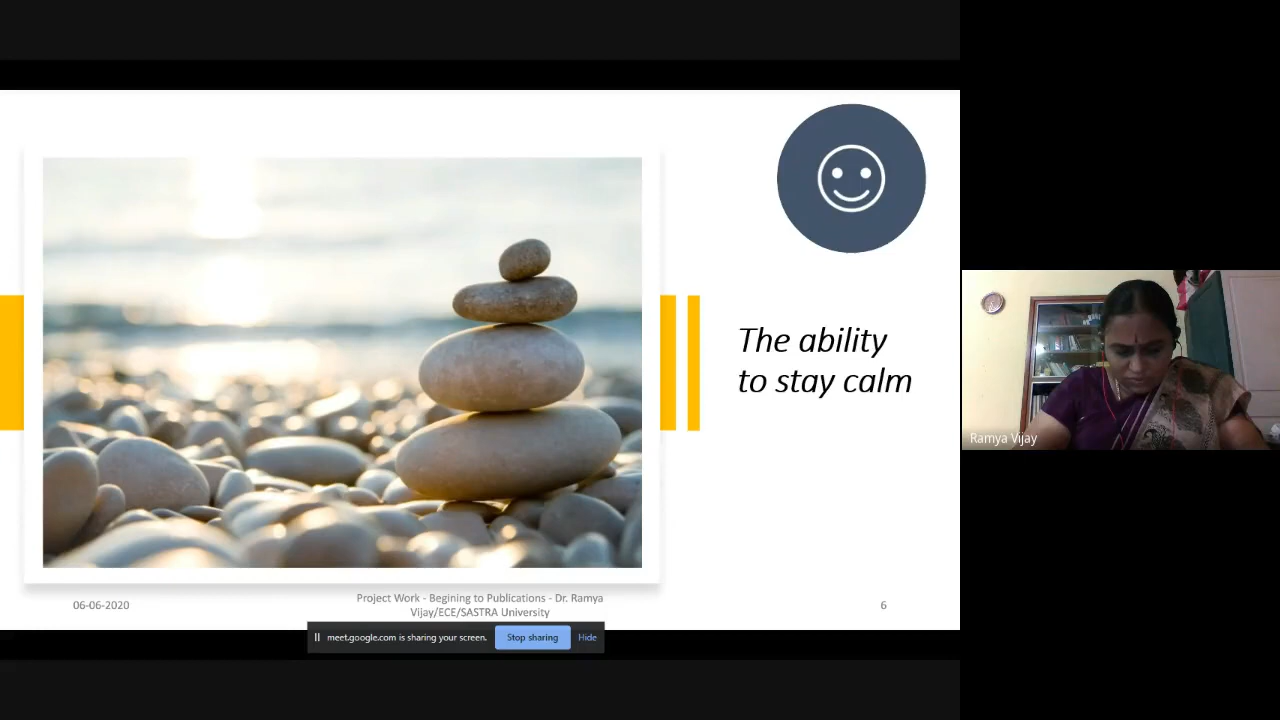 The ability
to stay calm
Ramya Vijay
06-06-2020
Project Work - Begining to Publications - Dr. Ramya
Vijay/ECE/SASTRA University
6
meet.google.com is sharing your screen.
Stop sharing
Hide